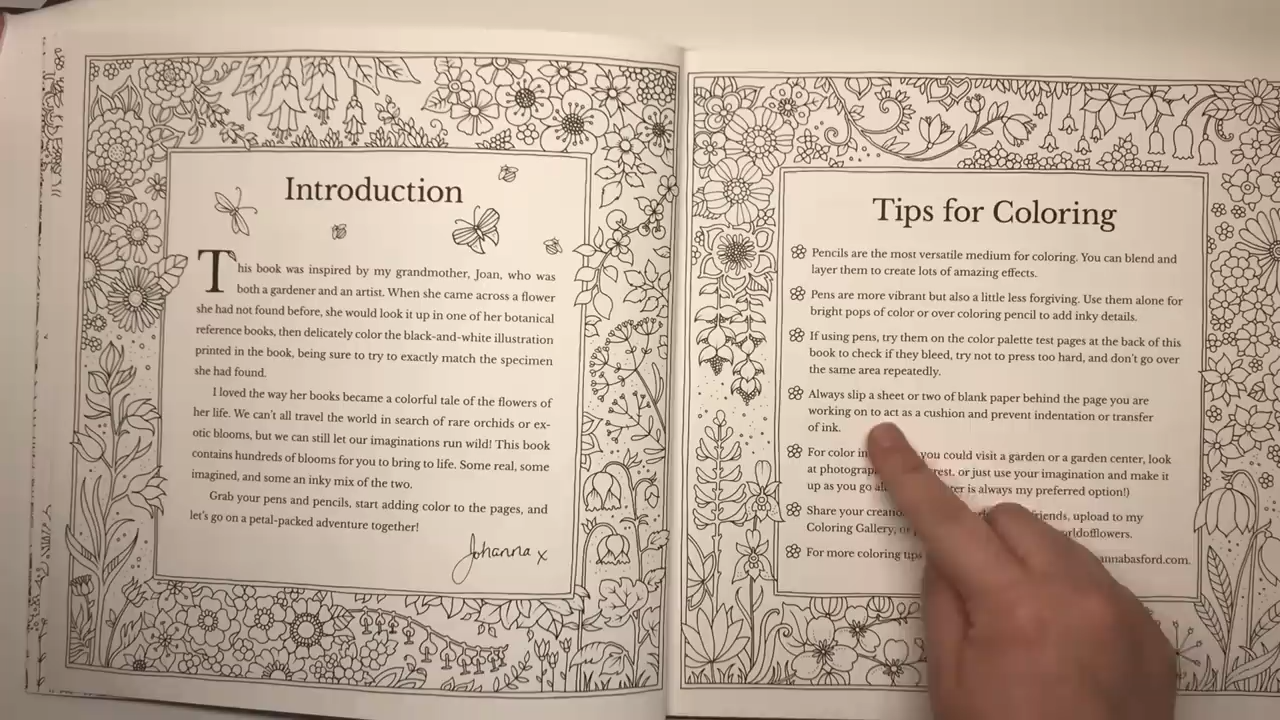 Introduction
This book was inspired by my grandmother, Joan, who was
both a gardener and an artist. When she came across a flower
she had not found before, she would look it up in one of her botanical
reference books, then delicately color the black-and-white illustration
printed in the book, being sure to try to exactly match the specimen
she had found.
I loved the way her books became a colorful tale of the flowers of
her life. We can't all travel the world in search of rare orchids or ex-
otic blooms, but we can still let our imaginations run wild! This book
contains hundreds of blooms for you to bring to life. Some real, some
imagined, and some an inky mix of the two.
Grab your pens and pencils, start adding color to the pages, and
let's go on a petal-packed adventure together!
Johanna x
Tips for Coloring
Pencils are the most versatile medium for coloring. You can blend and
layer them to create lots of amazing effects.
Pens are more vibrant but also a little less forgiving. Use them alone for
bright pops of color or over coloring pencil to add inky details.
If using pens, try them on the color palette test pages at the back of this
book to check if they bleed, try not to press too hard, and don't go over
the same area repeatedly.
Always slip a sheet or two of blank paper behind the page you are
working on to act as a cushion and prevent indentation or transfer
of ink.
For color you could visit a garden or a garden center, look
at or just use your imagination and make it
up as you go is always my preferred option!)
Share your friends, upload to my
Coloring Gallery,
For more coloring tips